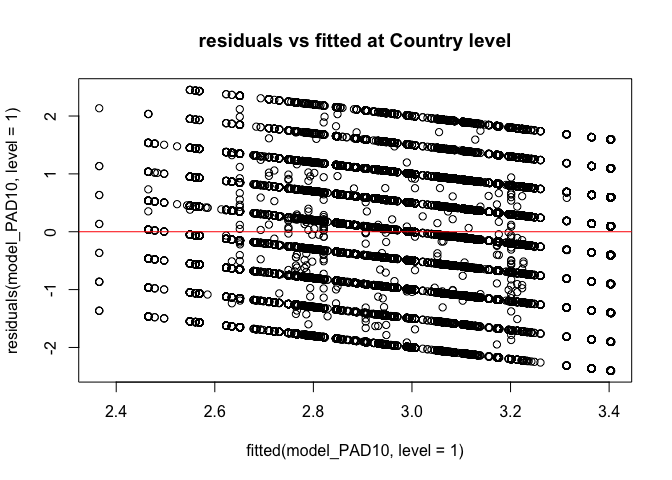 residuals vs fitted at Country level
residuals(model_PAD10, level = 1)
2
1
0
-1
-2
2.4 2.6 2.8 3.0 3.2 3.4
fitted(model_PAD10, level = 1)